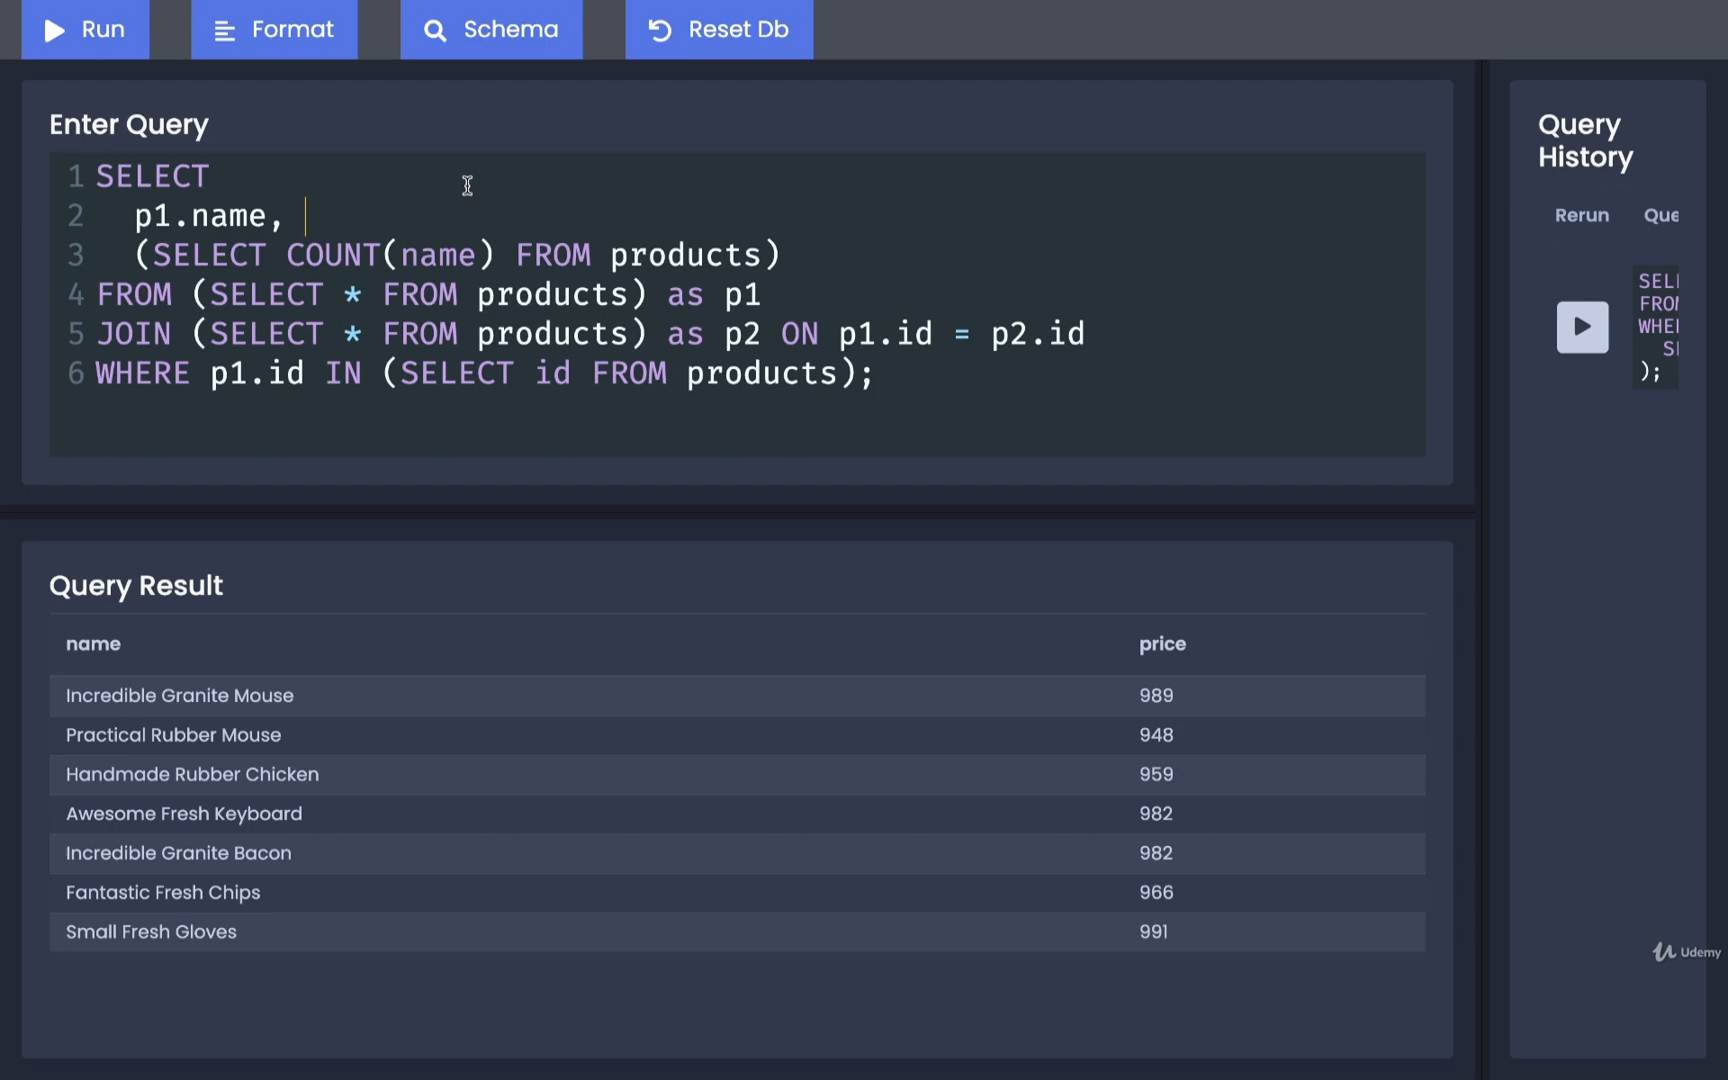 Run
Format
Schema
Reset Db
Enter Query
1 SELECT
2 p1.name,
3 (SELECT COUNT(name) FROM products)
4 FROM (SELECT * FROM products) as p1
5 JOIN (SELECT * FROM products) as p2 ON p1.id = p2.id
6 WHERE p1.id IN (SELECT id FROM products);
Query Result
name price
Incredible Granite Mouse 989
Practical Rubber Mouse 948
Handmade Rubber Chicken 959
Awesome Fresh Keyboard 982
Incredible Granite Bacon 982
Fantastic Fresh Chips 966
Small Fresh Gloves 991
Query
History
Rerun Que
SEL
FRO
WHE
S
);
Udemy